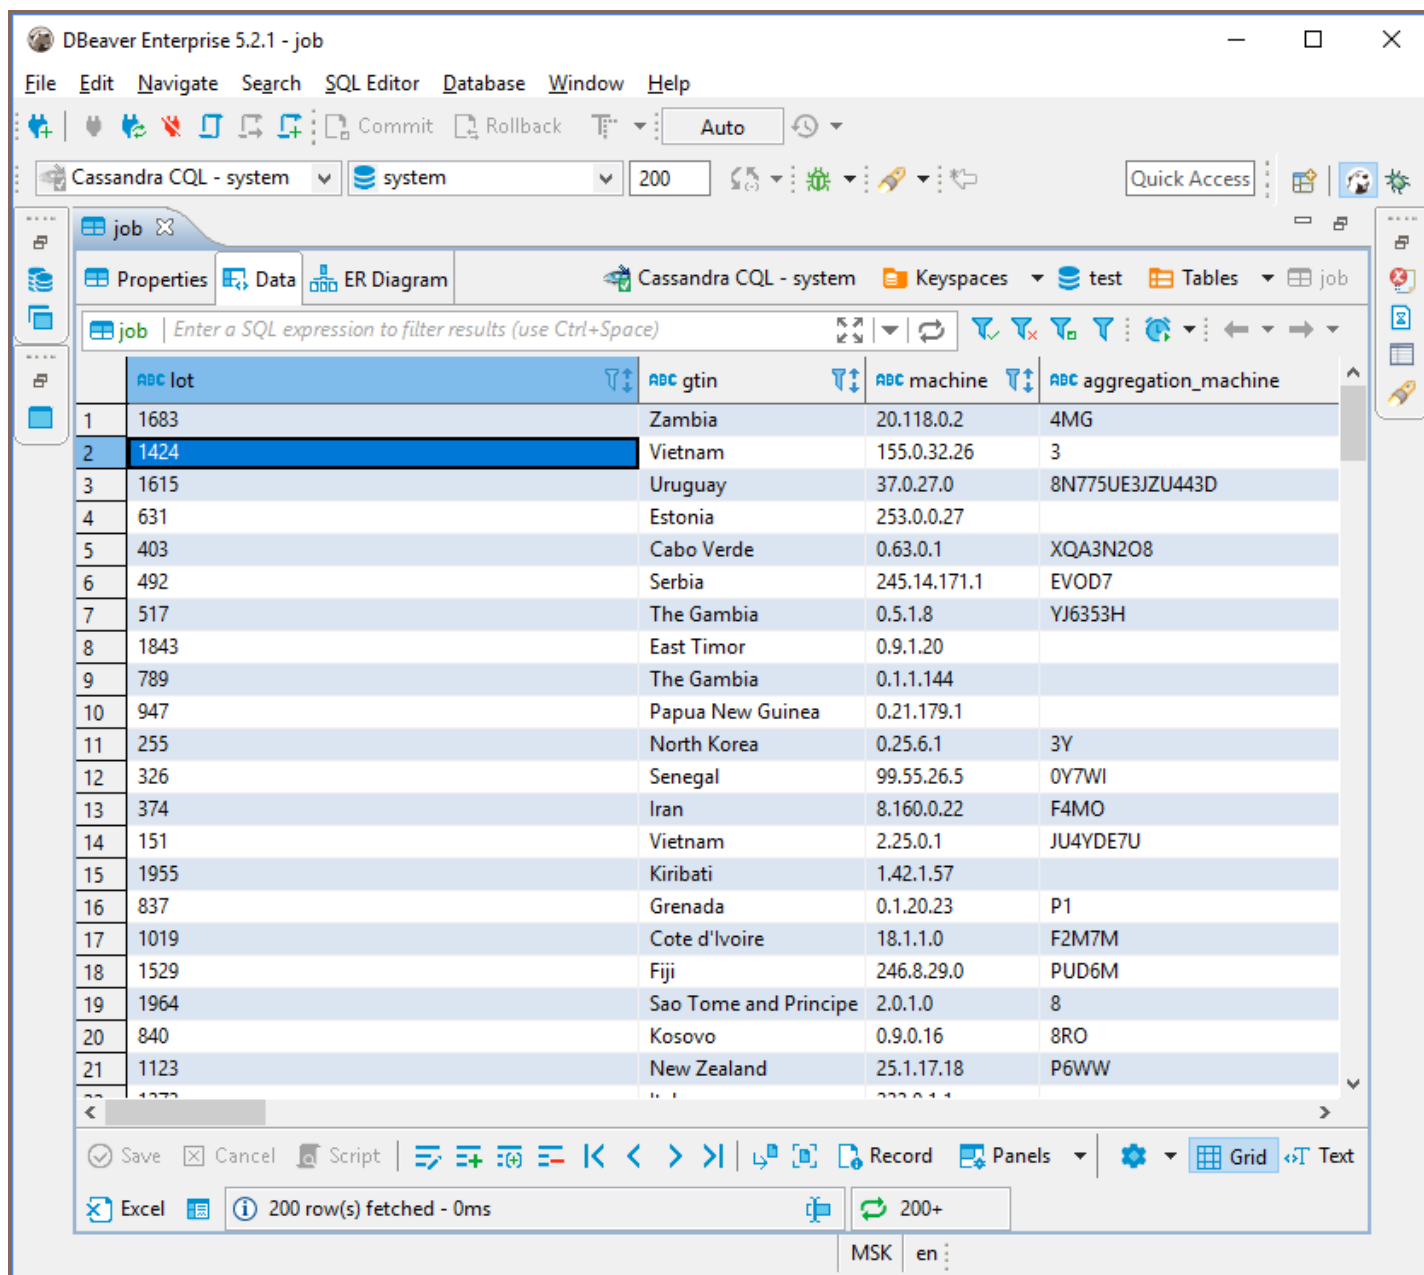 DBeaver Enterprise 5.2.1 - job
File Edit Navigate Search SQL Editor Database Window Help
Commit Rollback Auto
Cassandra CQL - system system 200 Quick Access
job
Properties Data ER Diagram Cassandra CQL - system Keyspaces test Tables job
job Enter a SQL expression to filter results (use Ctrl+Space)
ABC lot ABC gtin ABC machine ABC aggregation_machine
1 1683 Zambia 20.118.0.2 4MG
2 1424 Vietnam 155.0.32.26 3
3 1615 Uruguay 37.0.27.0 8N775UE3JZU443D
4 631 Estonia 253.0.0.27
5 403 Cabo Verde 0.63.0.1 XQA3N2O8
6 492 Serbia 245.14.171.1 EVOD7
7 517 The Gambia 0.5.1.8 YJ6353H
8 1843 East Timor 0.9.1.20
9 789 The Gambia 0.1.1.144
10 947 Papua New Guinea 0.21.179.1
11 255 North Korea 0.25.6.1 3Y
12 326 Senegal 99.55.26.5 0Y7WI
13 374 Iran 8.160.0.22 F4MO
14 151 Vietnam 2.25.0.1 JU4YDE7U
15 1955 Kiribati 1.42.1.57
16 837 Grenada 0.1.20.23 P1
17 1019 Cote d'Ivoire 18.1.1.0 F2M7M
18 1529 Fiji 246.8.29.0 PUD6M
19 1964 Sao Tome and Principe 2.0.1.0 8
20 840 Kosovo 0.9.0.16 8RO
21 1123 New Zealand 25.1.17.18 P6WW
Save Cancel Script Record Panels Grid Text
Excel 200 row(s) fetched - 0ms 200+
MSK en